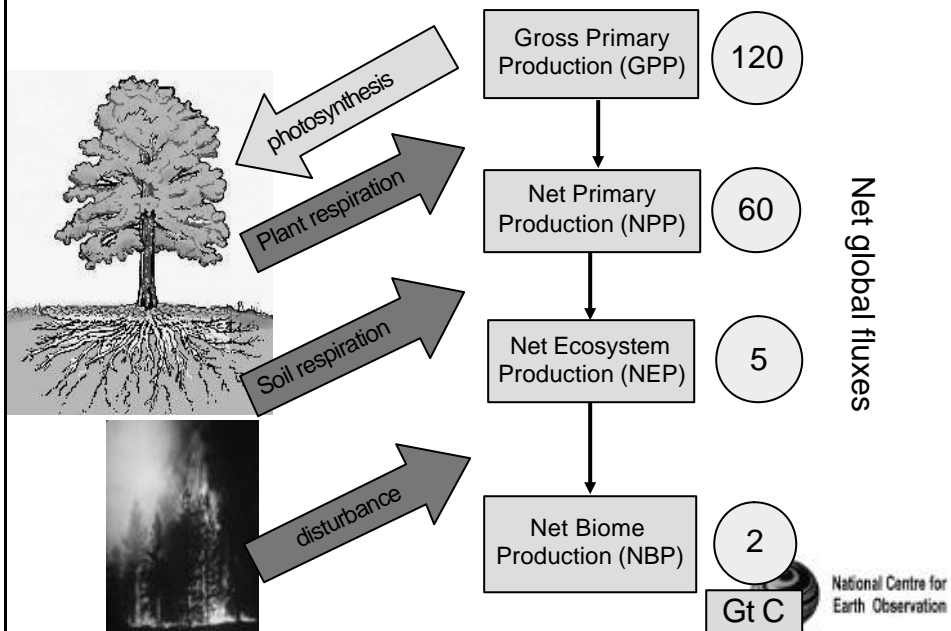 Gross Primary
Production (GPP)
120
photosynthesis
Plant respiration
Net Primary
Production (NPP)
60
Net global fluxes
Soil respiration
Net Ecosystem
Production (NEP)
5
disturbance
Net Biome
Production (NBP)
2
Gt C
National Centre for
Earth Observation